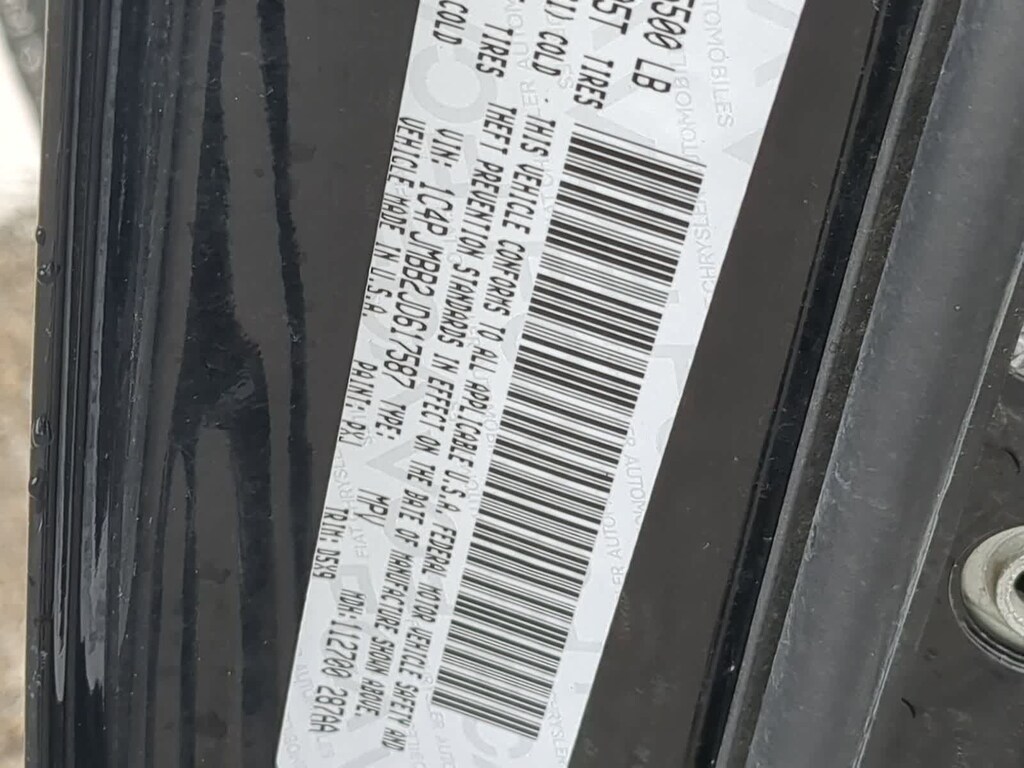 5500 LB
TIRES
COLD
TIRES
COLD
THIS VEHICLE CONFORMS TO ALL APPLICABLE U.S.A. FEDERAL MOTOR VEHICLE SAFETY AND
THEFT PREVENTION STANDARDS IN EFFECT ON THE DATE OF MANUFACTURE SHOWN ABOVE.
VIN: 1C4PJMBB2JD617587 TYPE: MPV MDH: 112700 287AA
VEHICLE MADE IN U.S.A. PAINT: PXJ TRIM: D5X9